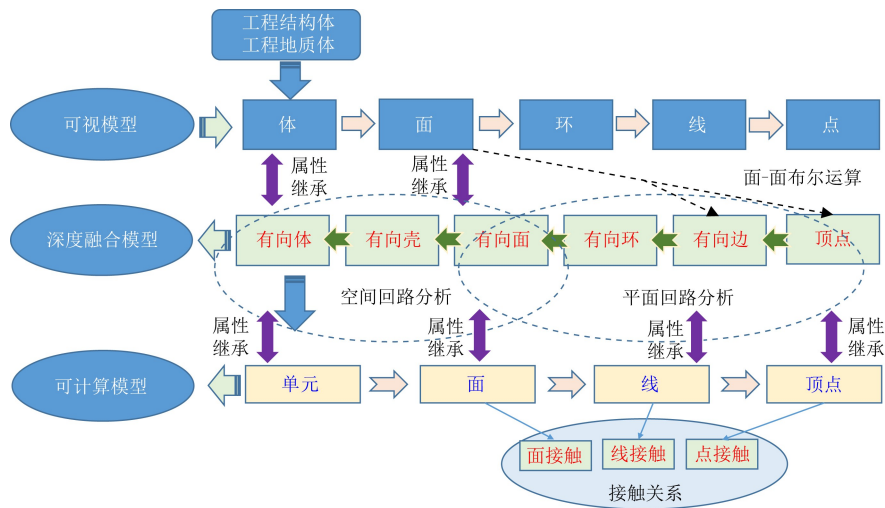 工程结构体
工程地质体
可视模型
体
面
环
线
点
属性
继承
属性
继承
面-面布尔运算
深度融合模型
有向体
有向壳
有向面
有向环
有向边
顶点
空间回路分析
平面回路分析
属性
继承
属性
继承
属性
继承
属性
继承
可计算模型
单元
面
线
顶点
面接触
线接触
点接触
接触关系